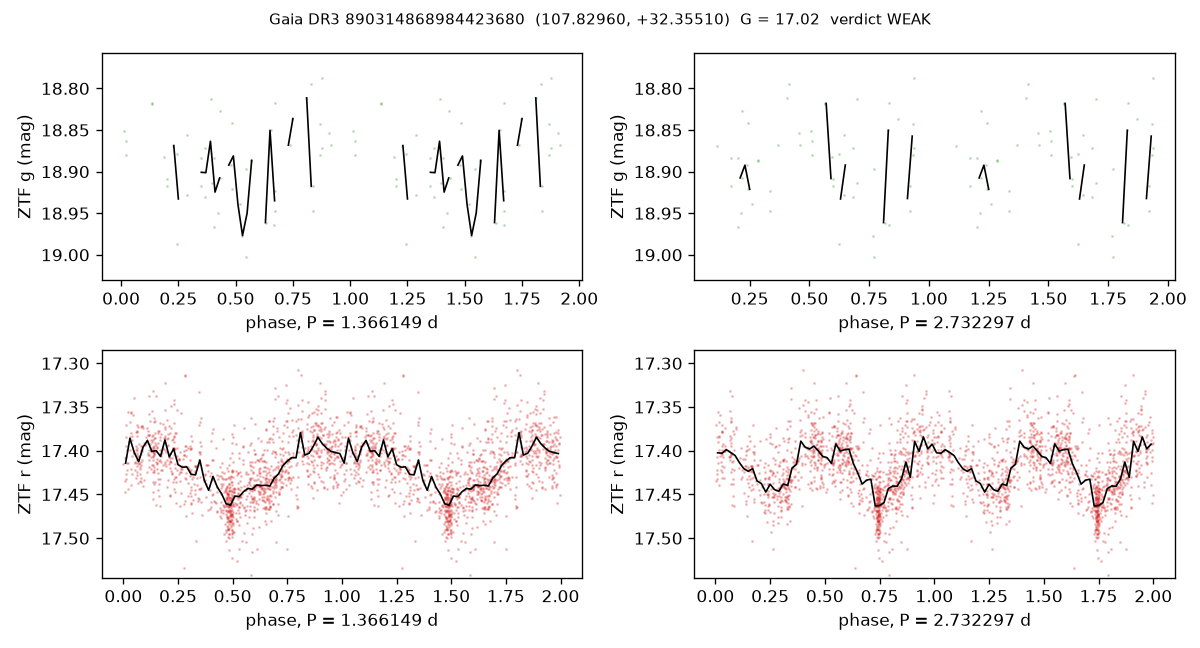 Gaia DR3 890314868984423680  (107.82960, +32.35510)  G = 17.02  verdict WEAK
ZTF g (mag)
18.80
18.85
18.90
18.95
19.00
0.00 0.25 0.50 0.75 1.00 1.25 1.50 1.75 2.00
phase, P = 1.366149 d
ZTF g (mag)
18.80
18.85
18.90
18.95
19.00
0.25 0.50 0.75 1.00 1.25 1.50 1.75 2.00
phase, P = 2.732297 d
ZTF r (mag)
17.30
17.35
17.40
17.45
17.50
0.00 0.25 0.50 0.75 1.00 1.25 1.50 1.75 2.00
phase, P = 1.366149 d
ZTF r (mag)
17.30
17.35
17.40
17.45
17.50
0.00 0.25 0.50 0.75 1.00 1.25 1.50 1.75 2.00
phase, P = 2.732297 d